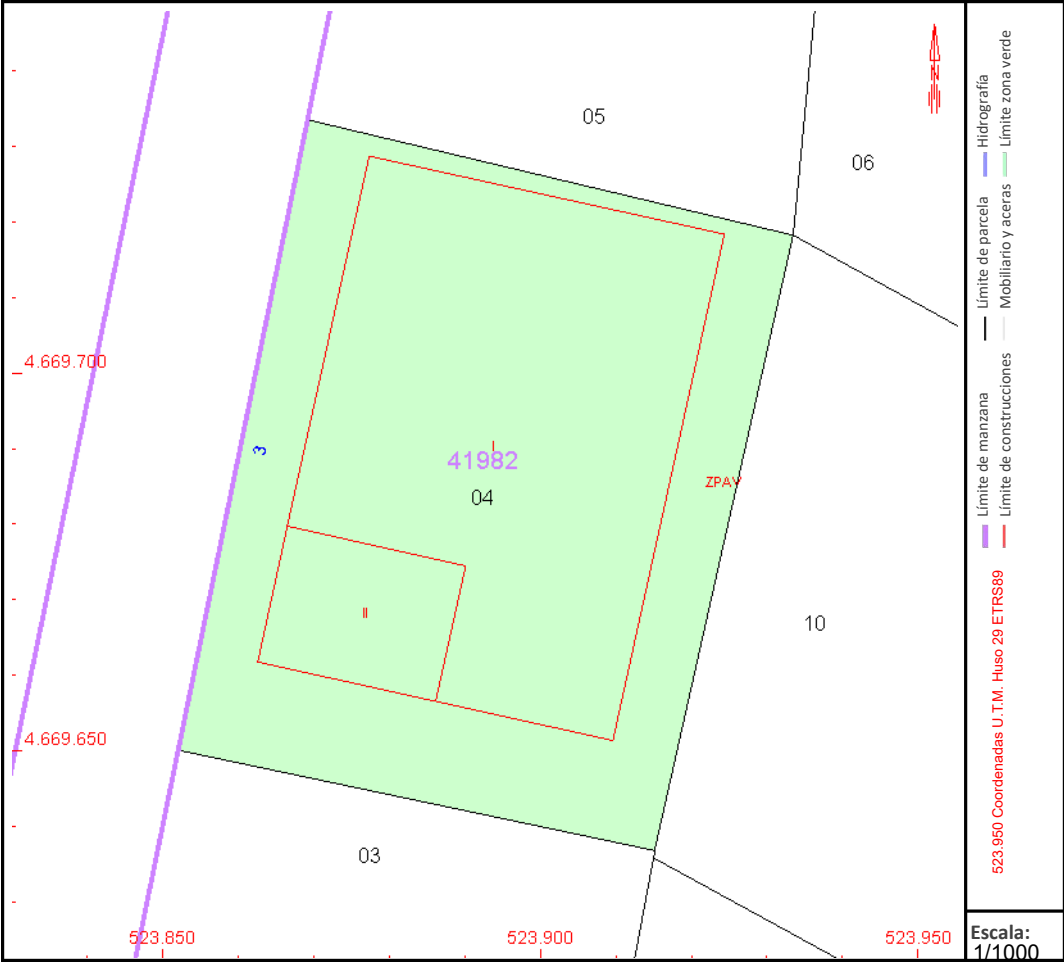 05
06
N
4.669.700
3
I
41982
04
ZPAV
II
10
4.669.650
03
523.850
523.900
523.950
Límite de manzana
Límite de parcela
Hidrografía
Límite de construcciones
Mobiliario y aceras
Límite zona verde
523.950 Coordenadas U.T.M. Huso 29 ETRS89
Escala:
1/1000